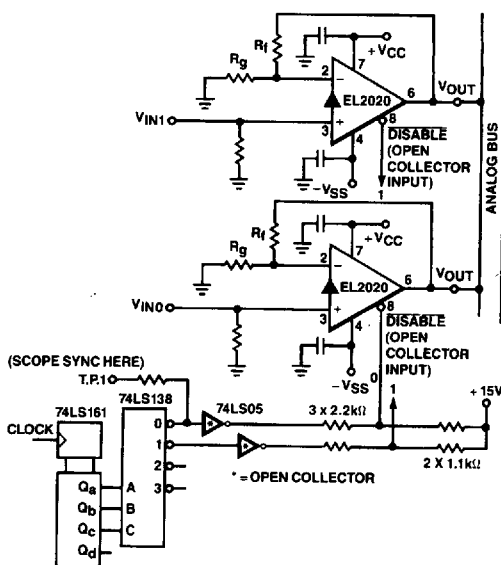 +VCC
Rf
7
Rg
2
−
EL2020
6
VOUT
VIN1
3
+
8
4
DISABLE
(OPEN
COLLECTOR
INPUT)
−VSS
1
ANALOG BUS
+VCC
Rf
7
Rg
2
−
EL2020
6
VOUT
VIN0
3
+
8
4
DISABLE
(OPEN
COLLECTOR
INPUT)
−VSS
0
1
(SCOPE SYNC HERE)
T.P.1
+15V
74LS161
74LS138
74LS05
3 x 2.2kΩ
0
*
CLOCK
1
*
2 X 1.1kΩ
2
* = OPEN COLLECTOR
Qa
A
3
Qb
B
Qc
C
Qd